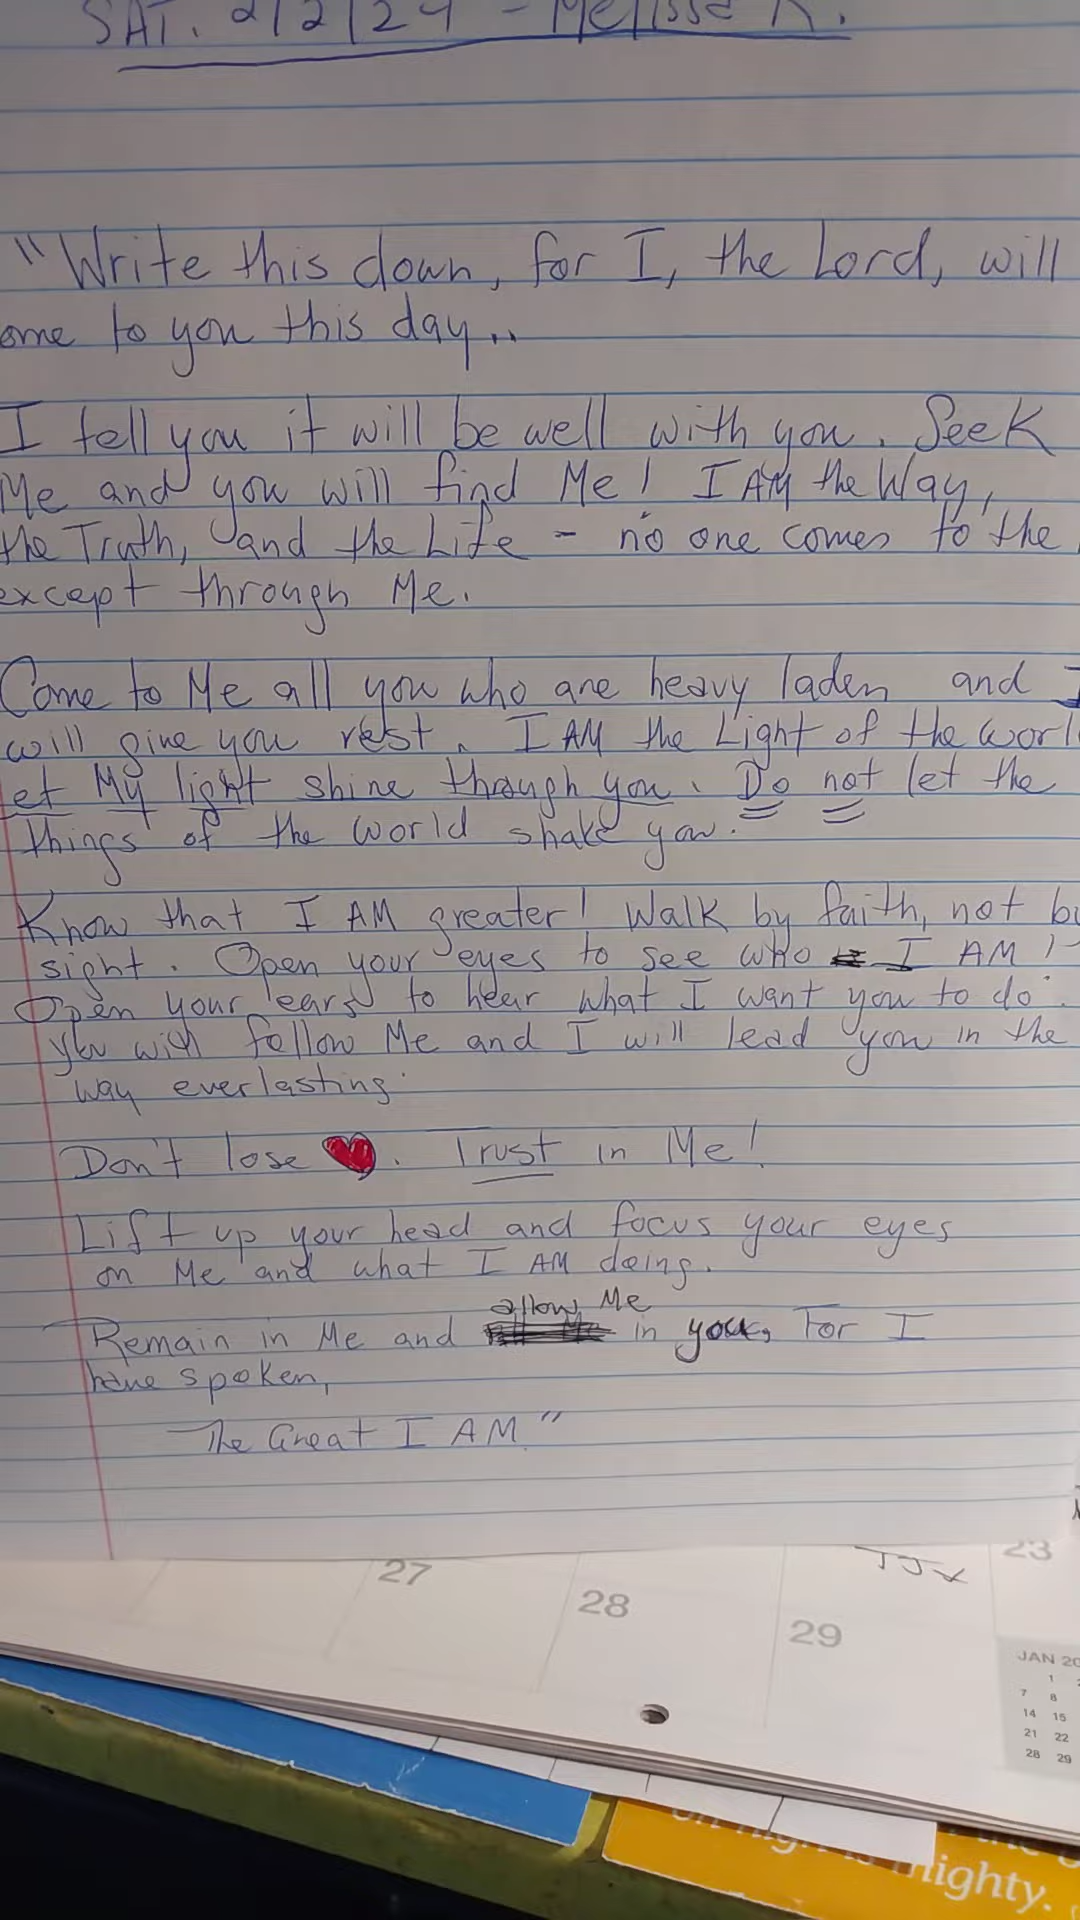 SAT. 2/2/24 - Melissa K.
"Write this down, for I, the Lord, will
ome to you this day..
I tell you it will be well with you. Seek
Me and you will find Me! I AM the Way,
the Truth, and the Life - no one comes to the
except through Me.
Come to Me all you who are heavy laden and I
will give you rest. I AM the Light of the worl
et My light shine through you. Do not let the
things of the world shake you.
Know that I AM greater! Walk by faith, not by
sight. Open your eyes to see who I AM!
Open your ears to hear what I want you to do.
you will follow Me and I will lead you in the
way everlasting.
Don't lose ❤. Trust in Me!
Lift up your head and focus your eyes
on Me and what I AM doing.
allow Me
Remain in Me and in you, For I
have spoken,
The Great I AM"
27
28
29
23
JAN 20
1
7 8
14 15
21 22
28 29
on high is mighty.